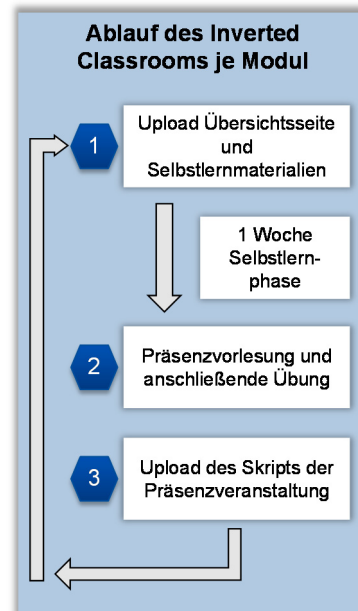 Ablauf des Inverted
Classrooms je Modul
1
Upload Übersichtsseite
und
Selbstlernmaterialien
1 Woche
Selbstlern-
phase
2
Präsenzvorlesung und
anschließende Übung
3
Upload des Skripts der
Präsenzveranstaltung